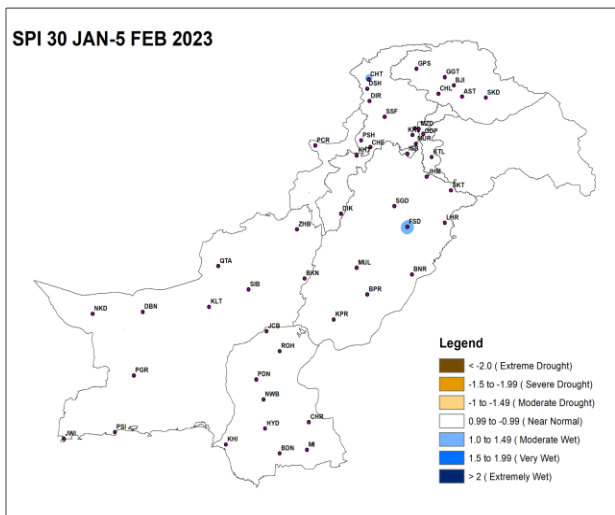 SPI 30 JAN-5 FEB 2023
GPS
CHT
GGT
BJI
DSH
CHL
AST
SKD
DIR
SSF
MZD
GDP
MUR
PSH
PCR
CHE
ISB
KTL
JHM
SKT
SGD
DIK
FSD
LHR
ZHB
QTA
MUL
BKN
BNR
SIB
BPR
KLT
NKD
DBN
KPR
JCB
ROH
PGR
PDN
NWB
CHR
PSI
HYD
JWL
KHI
BDN
MI
Legend
< -2.0 ( Extreme Drought)
-1.5 to -1.99 ( Severe Drought)
-1 to -1.49 ( Moderate Drought)
0.99 to -0.99 ( Near Normal)
1.0 to 1.49 ( Moderate Wet)
1.5 to 1.99 ( Very Wet)
> 2 ( Extremely Wet)